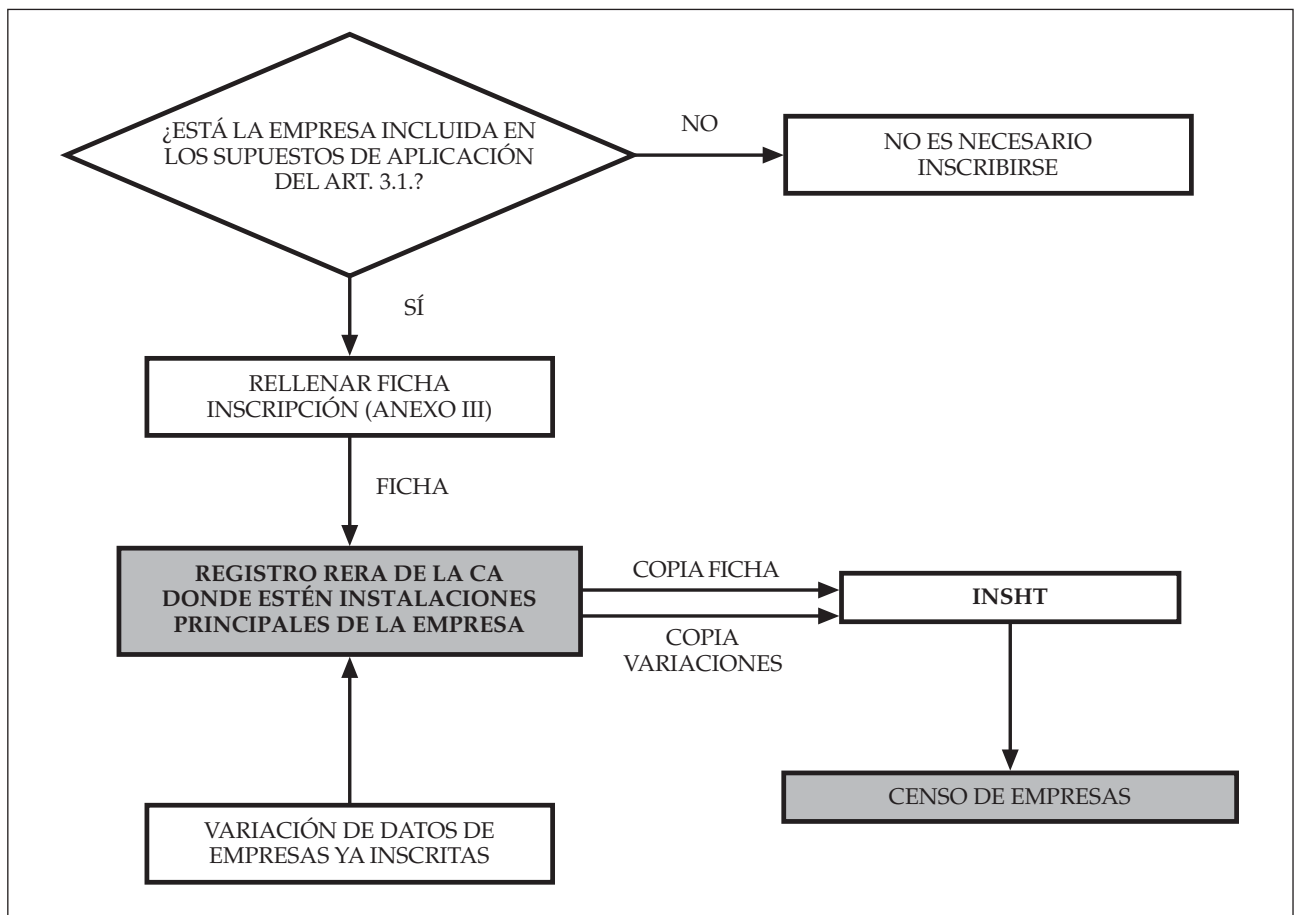 ¿ESTÁ LA EMPRESA INCLUIDA EN
LOS SUPUESTOS DE APLICACIÓN
DEL ART. 3.1.?
NO
NO ES NECESARIO
INSCRIBIRSE
SÍ
RELLENAR FICHA
INSCRIPCIÓN (ANEXO III)
FICHA
REGISTRO RERA DE LA CA
DONDE ESTÉN INSTALACIONES
PRINCIPALES DE LA EMPRESA
COPIA FICHA
COPIA
VARIACIONES
INSHT
CENSO DE EMPRESAS
VARIACIÓN DE DATOS DE
EMPRESAS YA INSCRITAS